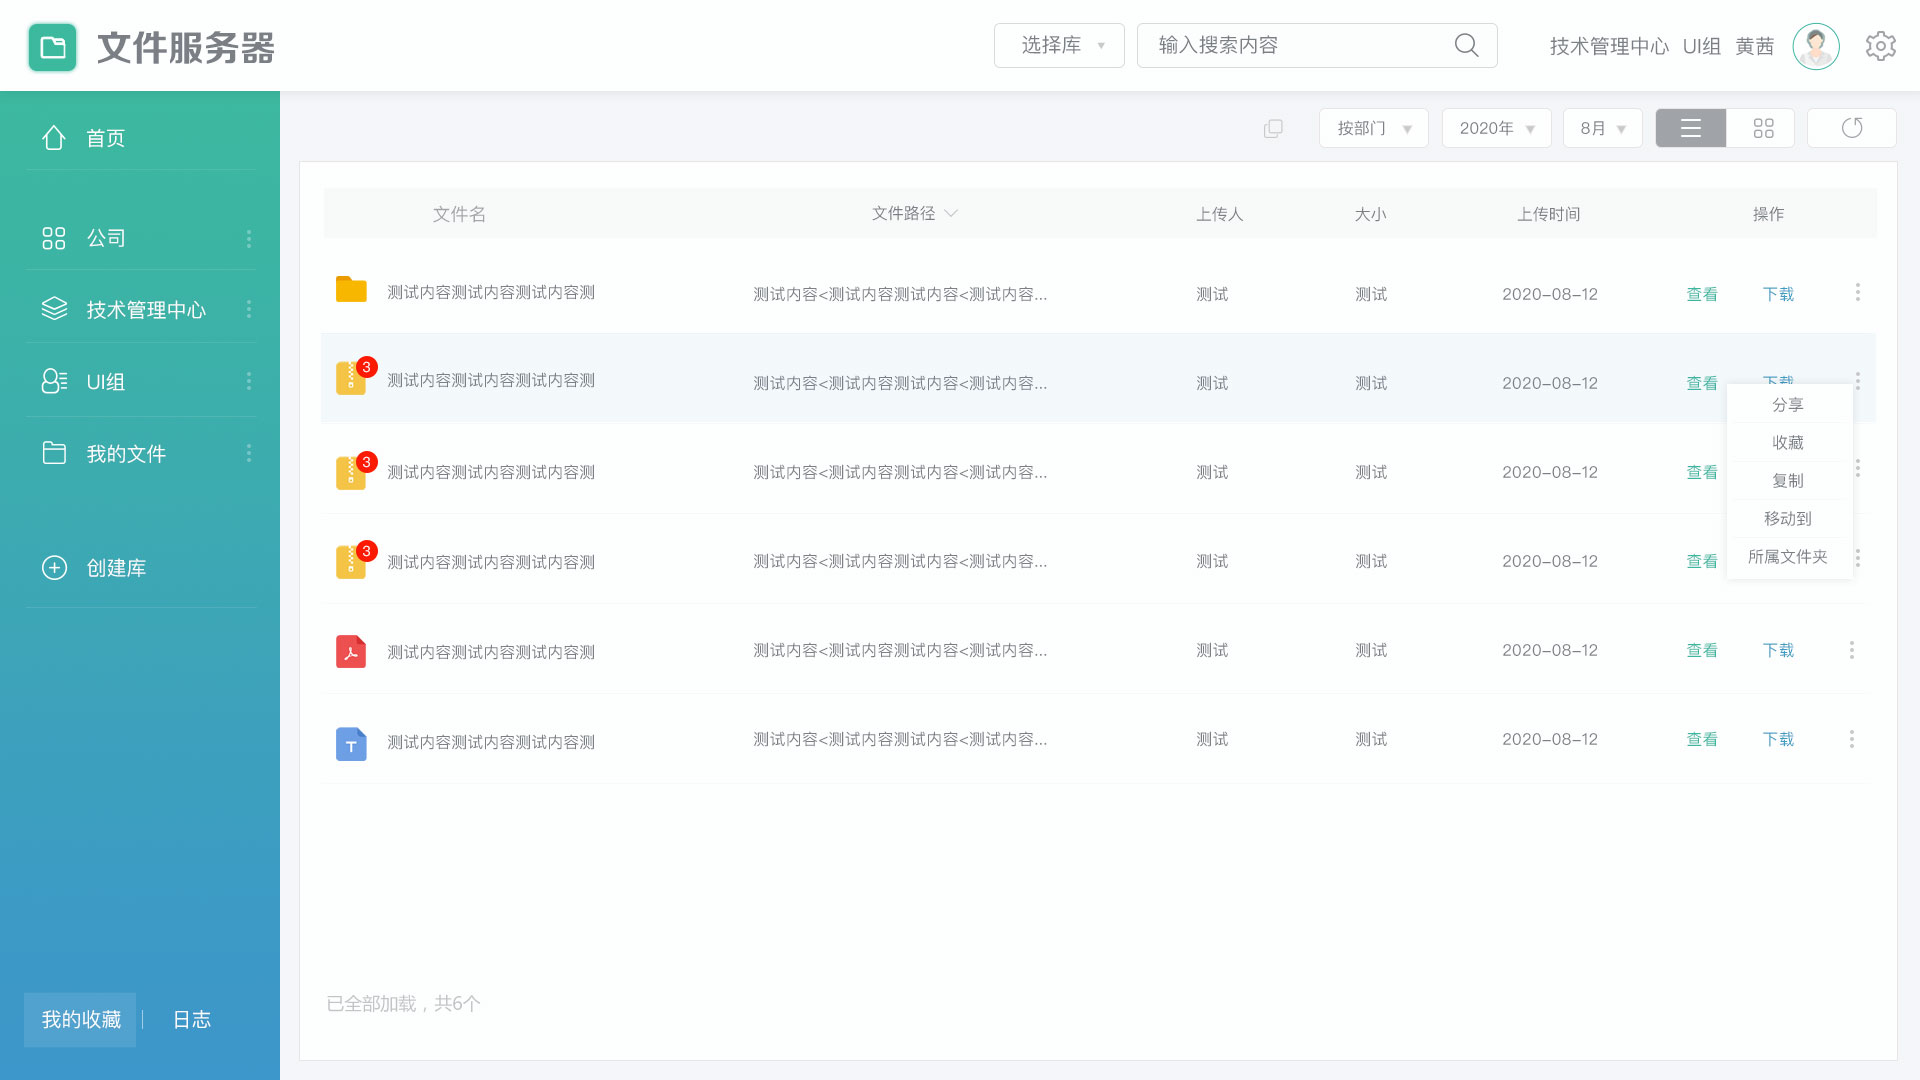 文件服务器
选择库
输入搜索内容
技术管理中心 UI组 黄茜
首页
公司
技术管理中心
UI组
我的文件
创建库
我的收藏
日志
按部门
2020年
8月
文件名 文件路径 上传人 大小 上传时间 操作
测试内容测试内容测试内容测 测试内容<测试内容测试内容<测试内容... 测试 测试 2020-08-12 查看 下载
3 测试内容测试内容测试内容测 测试内容<测试内容测试内容<测试内容... 测试 测试 2020-08-12 查看 下载
3 测试内容测试内容测试内容测 测试内容<测试内容测试内容<测试内容... 测试 测试 2020-08-12 查看
3 测试内容测试内容测试内容测 测试内容<测试内容测试内容<测试内容... 测试 测试 2020-08-12 查看
测试内容测试内容测试内容测 测试内容<测试内容测试内容<测试内容... 测试 测试 2020-08-12 查看 下载
T 测试内容测试内容测试内容测 测试内容<测试内容测试内容<测试内容... 测试 测试 2020-08-12 查看 下载
分享
收藏
复制
移动到
所属文件夹
已全部加载，共6个